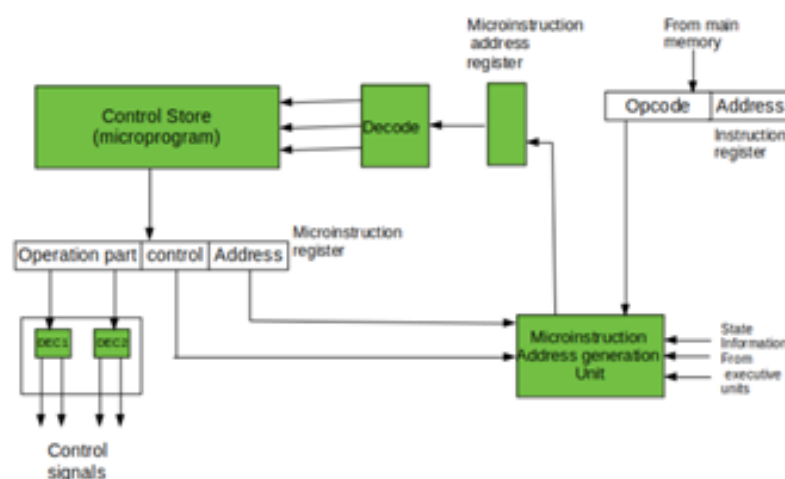 Microinstruction
address
register
From main
memory
Control Store
(microprogram)
Decode
Opcode
Address
Instruction
register
Microinstruction
register
Operation part
control
Address
DEC1
DEC2
Microinstruction
Address generation
Unit
State
Information
From
executive
units
Control
signals